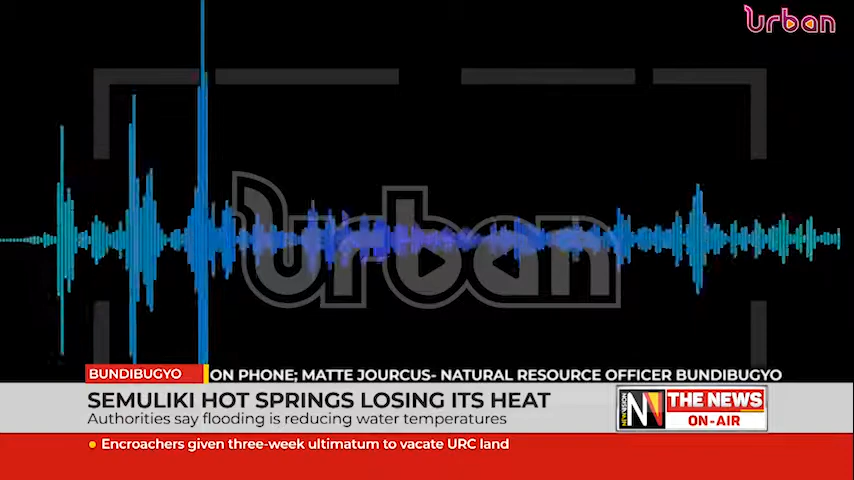 Urban
Urban
BUNDIBUGYO
ON PHONE; MATTE JOURCUS- NATURAL RESOURCE OFFICER BUNDIBUGYO
SEMULIKI HOT SPRINGS LOSING ITS HEAT
Authorities say flooding is reducing water temperatures
NEW VISION
N
THE NEWS
ON-AIR
Encroachers given three-week ultimatum to vacate URC land